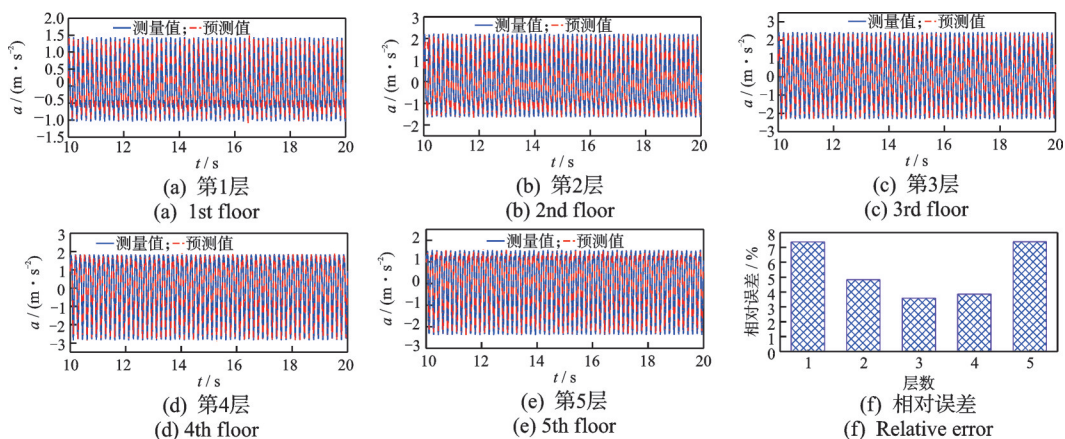 测量值; 预测值
a / (m · s⁻²)
2.0
1.5
1.0
0.5
0
−0.5
−1.0
−1.5
10 12 14 16 18 20
t / s
(a) 第1层
(a) 1st floor
测量值; 预测值
a / (m · s⁻²)
3
2
1
0
−1
−2
10 12 14 16 18 20
t / s
(b) 第2层
(b) 2nd floor
测量值; 预测值
a / (m · s⁻²)
3
2
1
0
−1
−2
−3
10 12 14 16 18 20
t / s
(c) 第3层
(c) 3rd floor
测量值; 预测值
a / (m · s⁻²)
3
2
1
0
−1
−2
−3
10 12 14 16 18 20
t / s
(d) 第4层
(d) 4th floor
测量值; 预测值
a / (m · s⁻²)
2
1
0
−1
−2
−3
10 12 14 16 18 20
t / s
(e) 第5层
(e) 5th floor
相对误差 / %
7
6
5
4
3
2
1
0
1 2 3 4 5
层数
(f) 相对误差
(f) Relative error